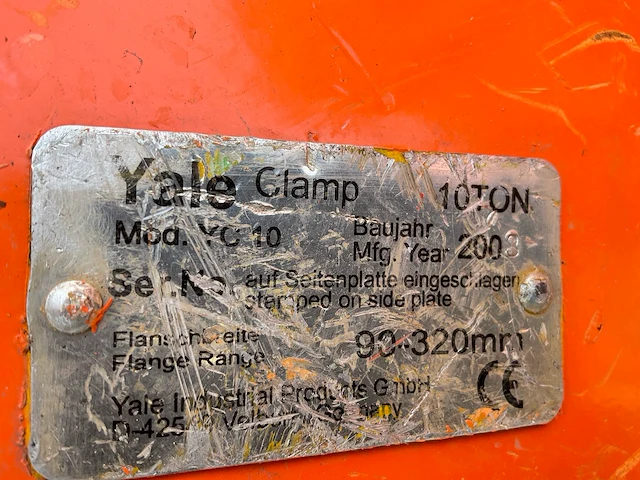 Yale Clamp 10TON
Mod. YC 10
Baujahr
Mfg. Year 2003
Ser.No. auf Seitenplatte eingeschlagen
stamped on side plate
Flanschbreite
Flange Range 90-320mm
Yale Industrial Products GmbH
CE